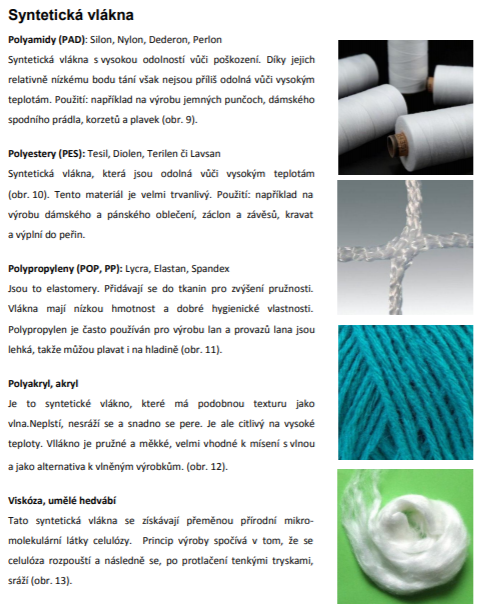 Syntetická vlákna
Polyamidy (PAD): Silon, Nylon, Dederon, Perlon
Syntetická vlákna s vysokou odolností vůči poškození. Díky jejich
relativně nízkému bodu tání však nejsou příliš odolná vůči vysokým
teplotám. Použití: například na výrobu jemných punčoch, dámského
spodního prádla, korzetů a plavek (obr. 9).
Polyestery (PES): Tesil, Diolen, Terilen či Lavsan
Syntetická vlákna, která jsou odolná vůči vysokým teplotám
(obr. 10). Tento materiál je velmi trvanlivý. Použití: například na
výrobu dámského a pánského oblečení, záclon a závěsů, kravat
a výplní do peřin.
Polypropyleny (POP, PP): Lycra, Elastan, Spandex
Jsou to elastomery. Přidávají se do tkanin pro zvýšení pružnosti.
Vlákna mají nízkou hmotnost a dobré hygienické vlastnosti.
Polypropylen je často používán pro výrobu lan a provazů lana jsou
lehká, takže můžou plavat i na hladině (obr. 11).
Polyakryl, akryl
Je to syntetické vlákno, které má podobnou texturu jako
vlna.Neplstí, nesráží se a snadno se pere. Je ale citlivý na vysoké
teploty. Vllákno je pružné a měkké, velmi vhodné k mísení s vlnou
a jako alternativa k vlněným výrobkům. (obr. 12).
Viskóza, umělé hedvábí
Tato syntetická vlákna se získávají přeměnou přírodní mikro-
molekulární látky celulózy. Princip výroby spočívá v tom, že se
celulóza rozpouští a následně se, po protlačení tenkými tryskami,
sráží (obr. 13).